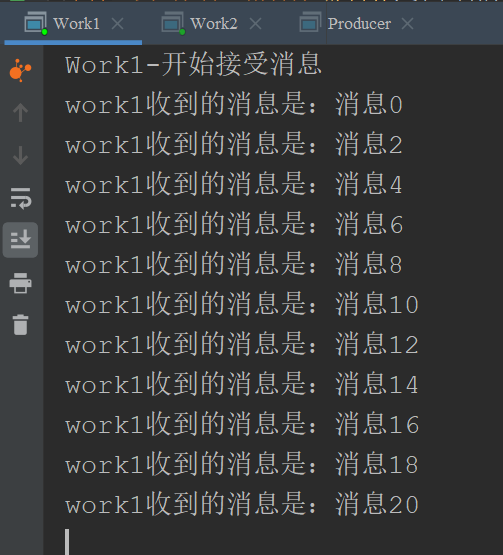 Work1 Work2 Producer
Work1-开始接受消息
work1收到的消息是：消息0
work1收到的消息是：消息2
work1收到的消息是：消息4
work1收到的消息是：消息6
work1收到的消息是：消息8
work1收到的消息是：消息10
work1收到的消息是：消息12
work1收到的消息是：消息14
work1收到的消息是：消息16
work1收到的消息是：消息18
work1收到的消息是：消息20